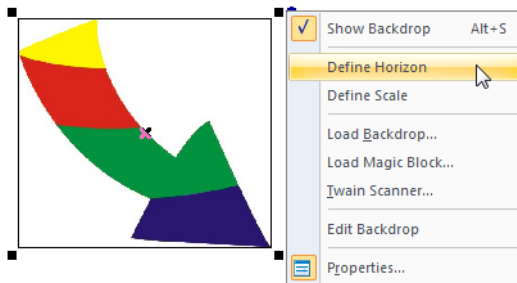 Show Backdrop Alt+S
Define Horizon
Define Scale
Load Backdrop...
Load Magic Block...
Twain Scanner...
Edit Backdrop
Properties...